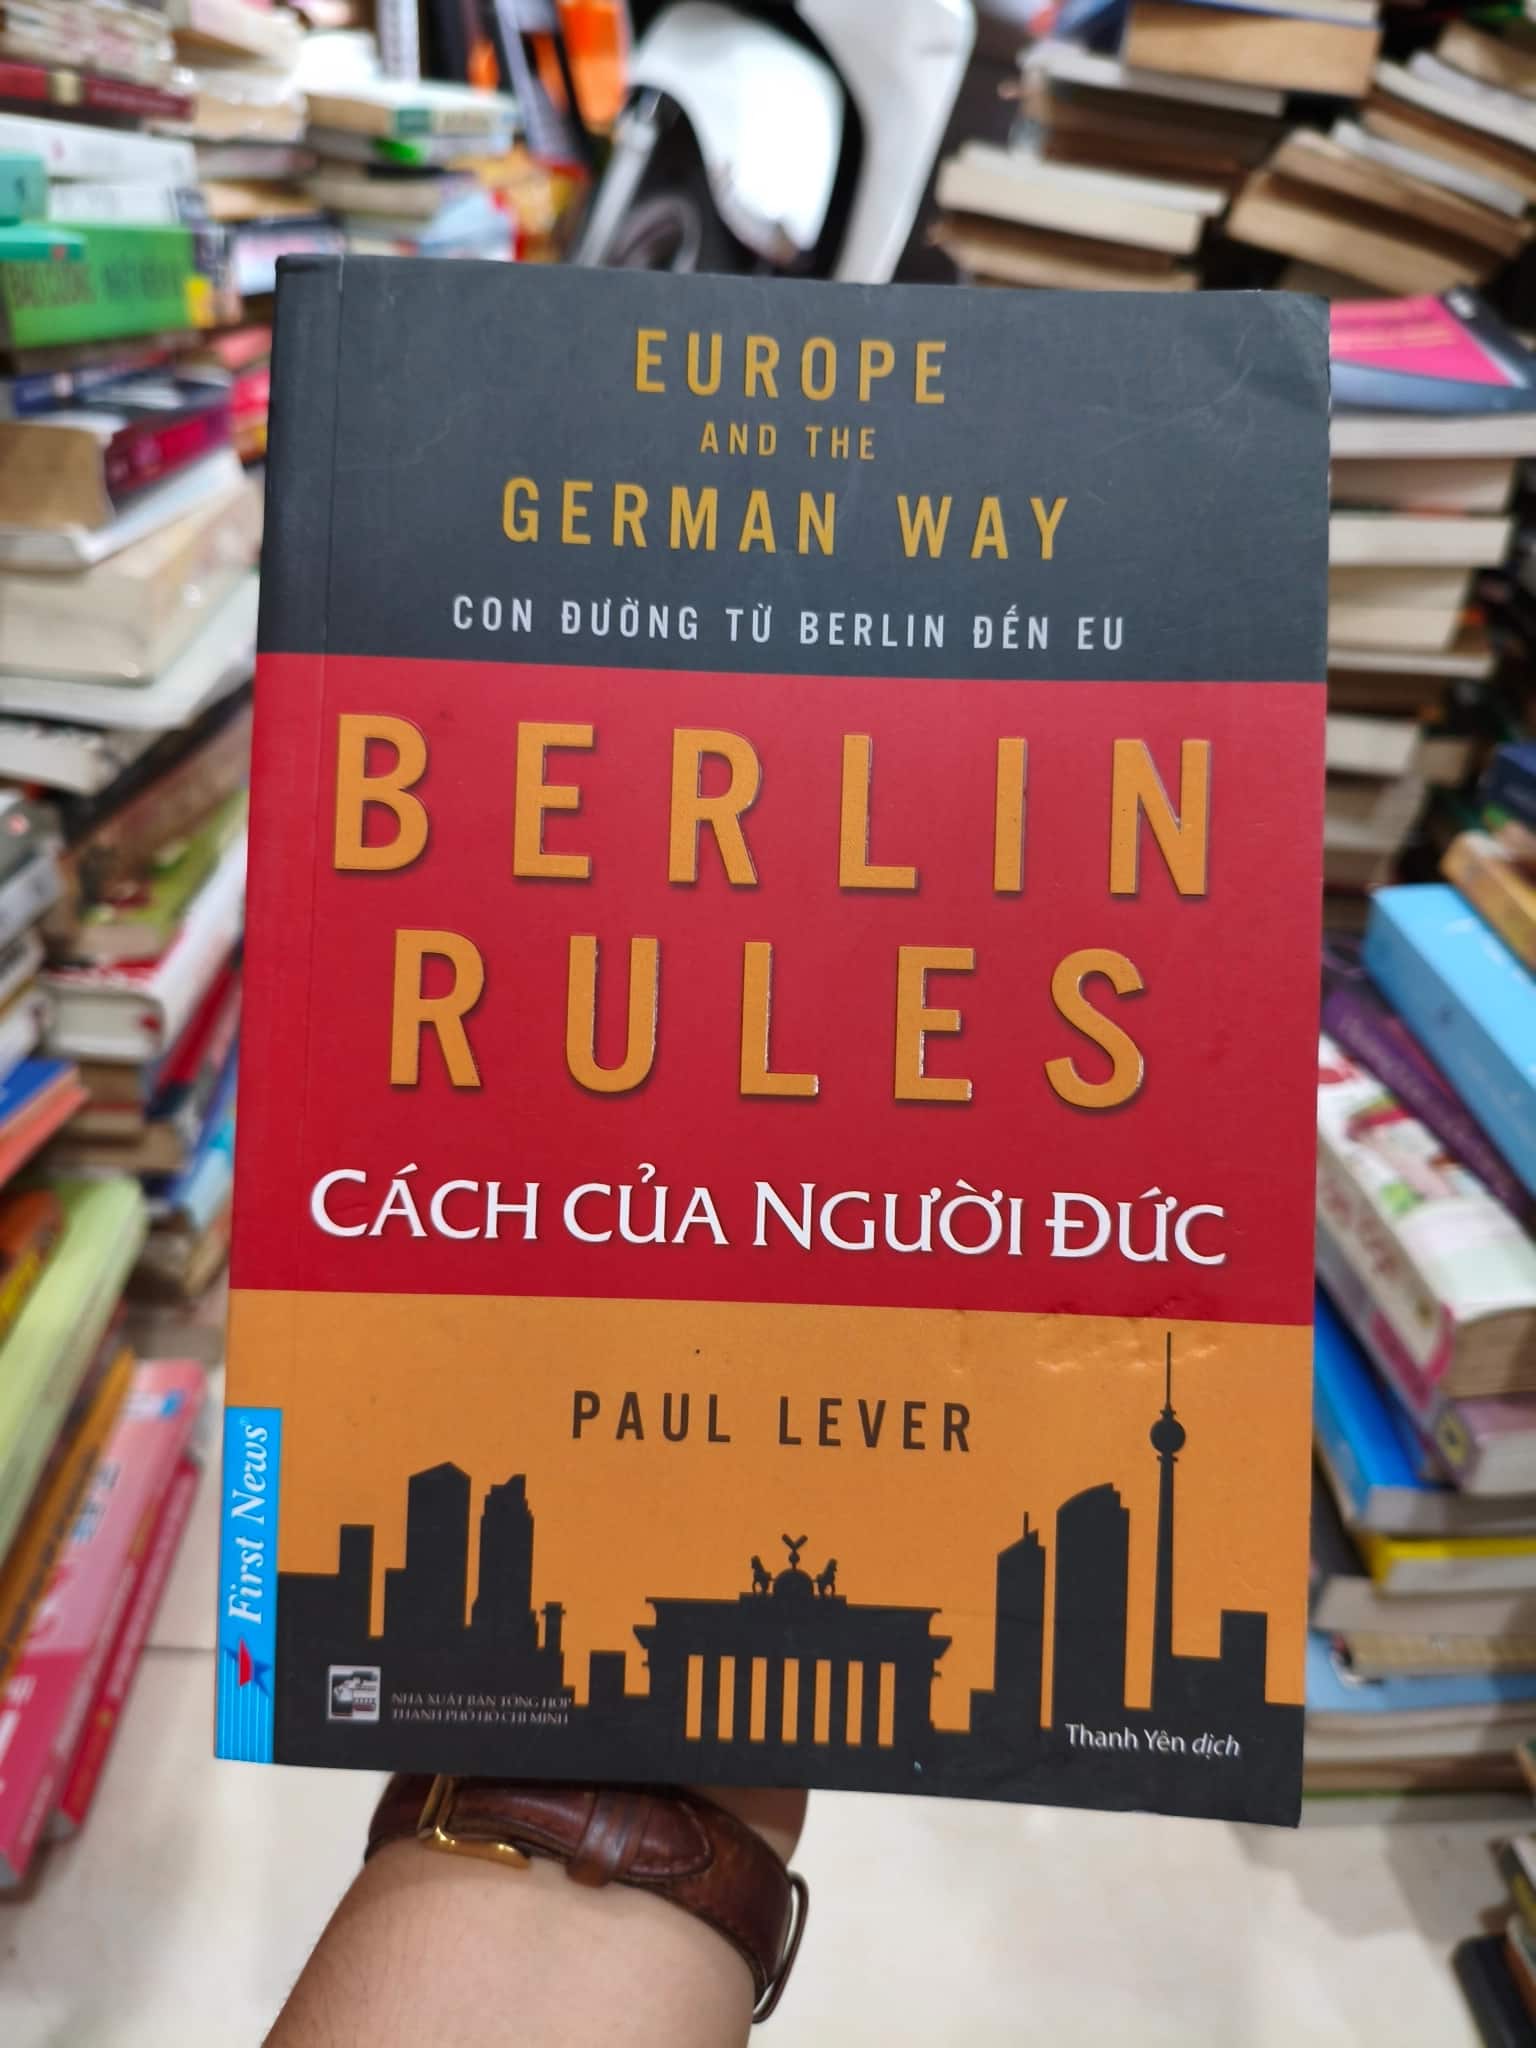 EUROPE
AND THE
GERMAN WAY
CON ĐƯỜNG TỪ BERLIN ĐẾN EU
BERLIN
RULES
CÁCH CỦA NGƯỜI ĐỨC
PAUL LEVER
First News®
NHÀ XUẤT BẢN TỔNG HỢP
THÀNH PHỐ HỒ CHÍ MINH
Thanh Yên dịch